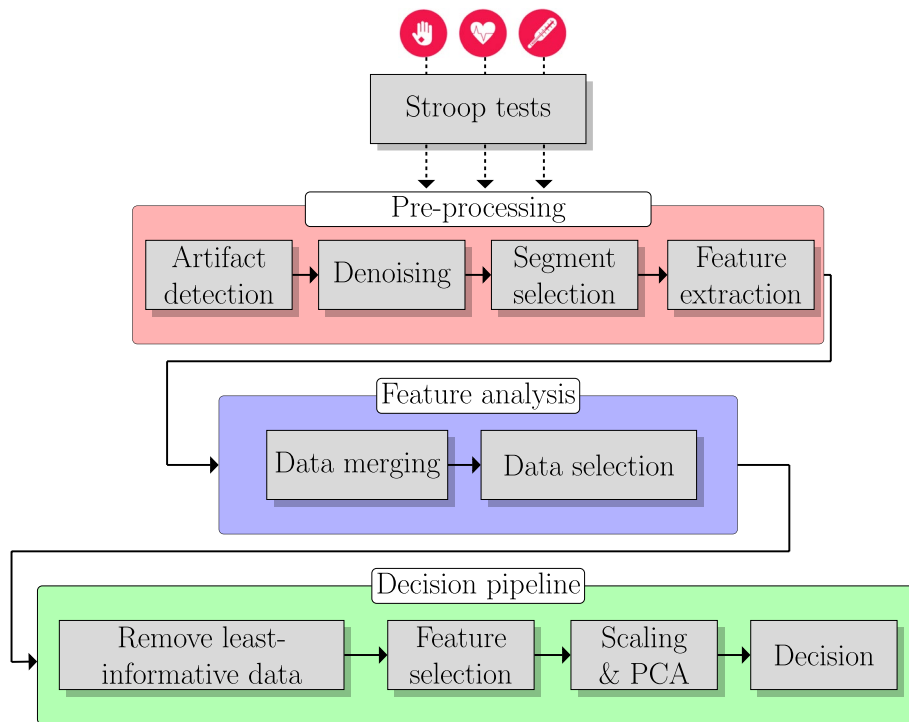 Stroop tests
Pre-processing
Artifact
detection
Denoising
Segment
selection
Feature
extraction
Feature analysis
Data merging
Data selection
Decision pipeline
Remove least-
informative data
Feature
selection
Scaling
& PCA
Decision